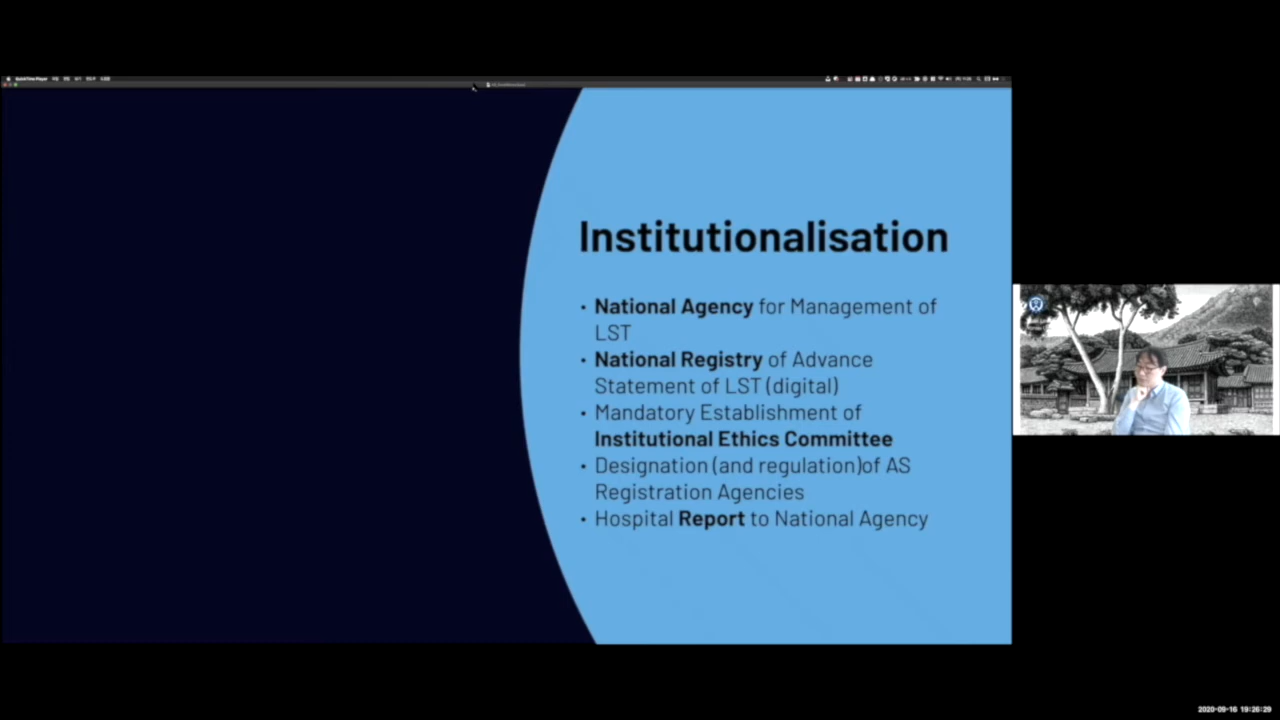 Institutionalisation
• National Agency for Management of
LST
• National Registry of Advance
Statement of LST (digital)
• Mandatory Establishment of
Institutional Ethics Committee
• Designation (and regulation)of AS
Registration Agencies
• Hospital Report to National Agency
2020-09-16 19:26:29